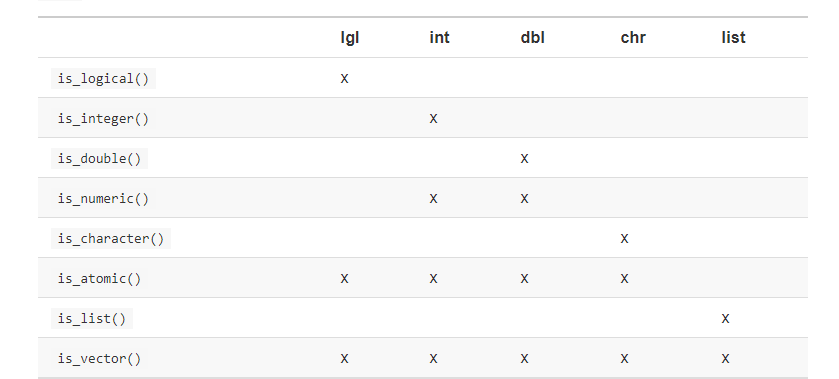 lgl int dbl chr list
is_logical() x
is_integer() x
is_double() x
is_numeric() x x
is_character() x
is_atomic() x x x x
is_list() x
is_vector() x x x x x